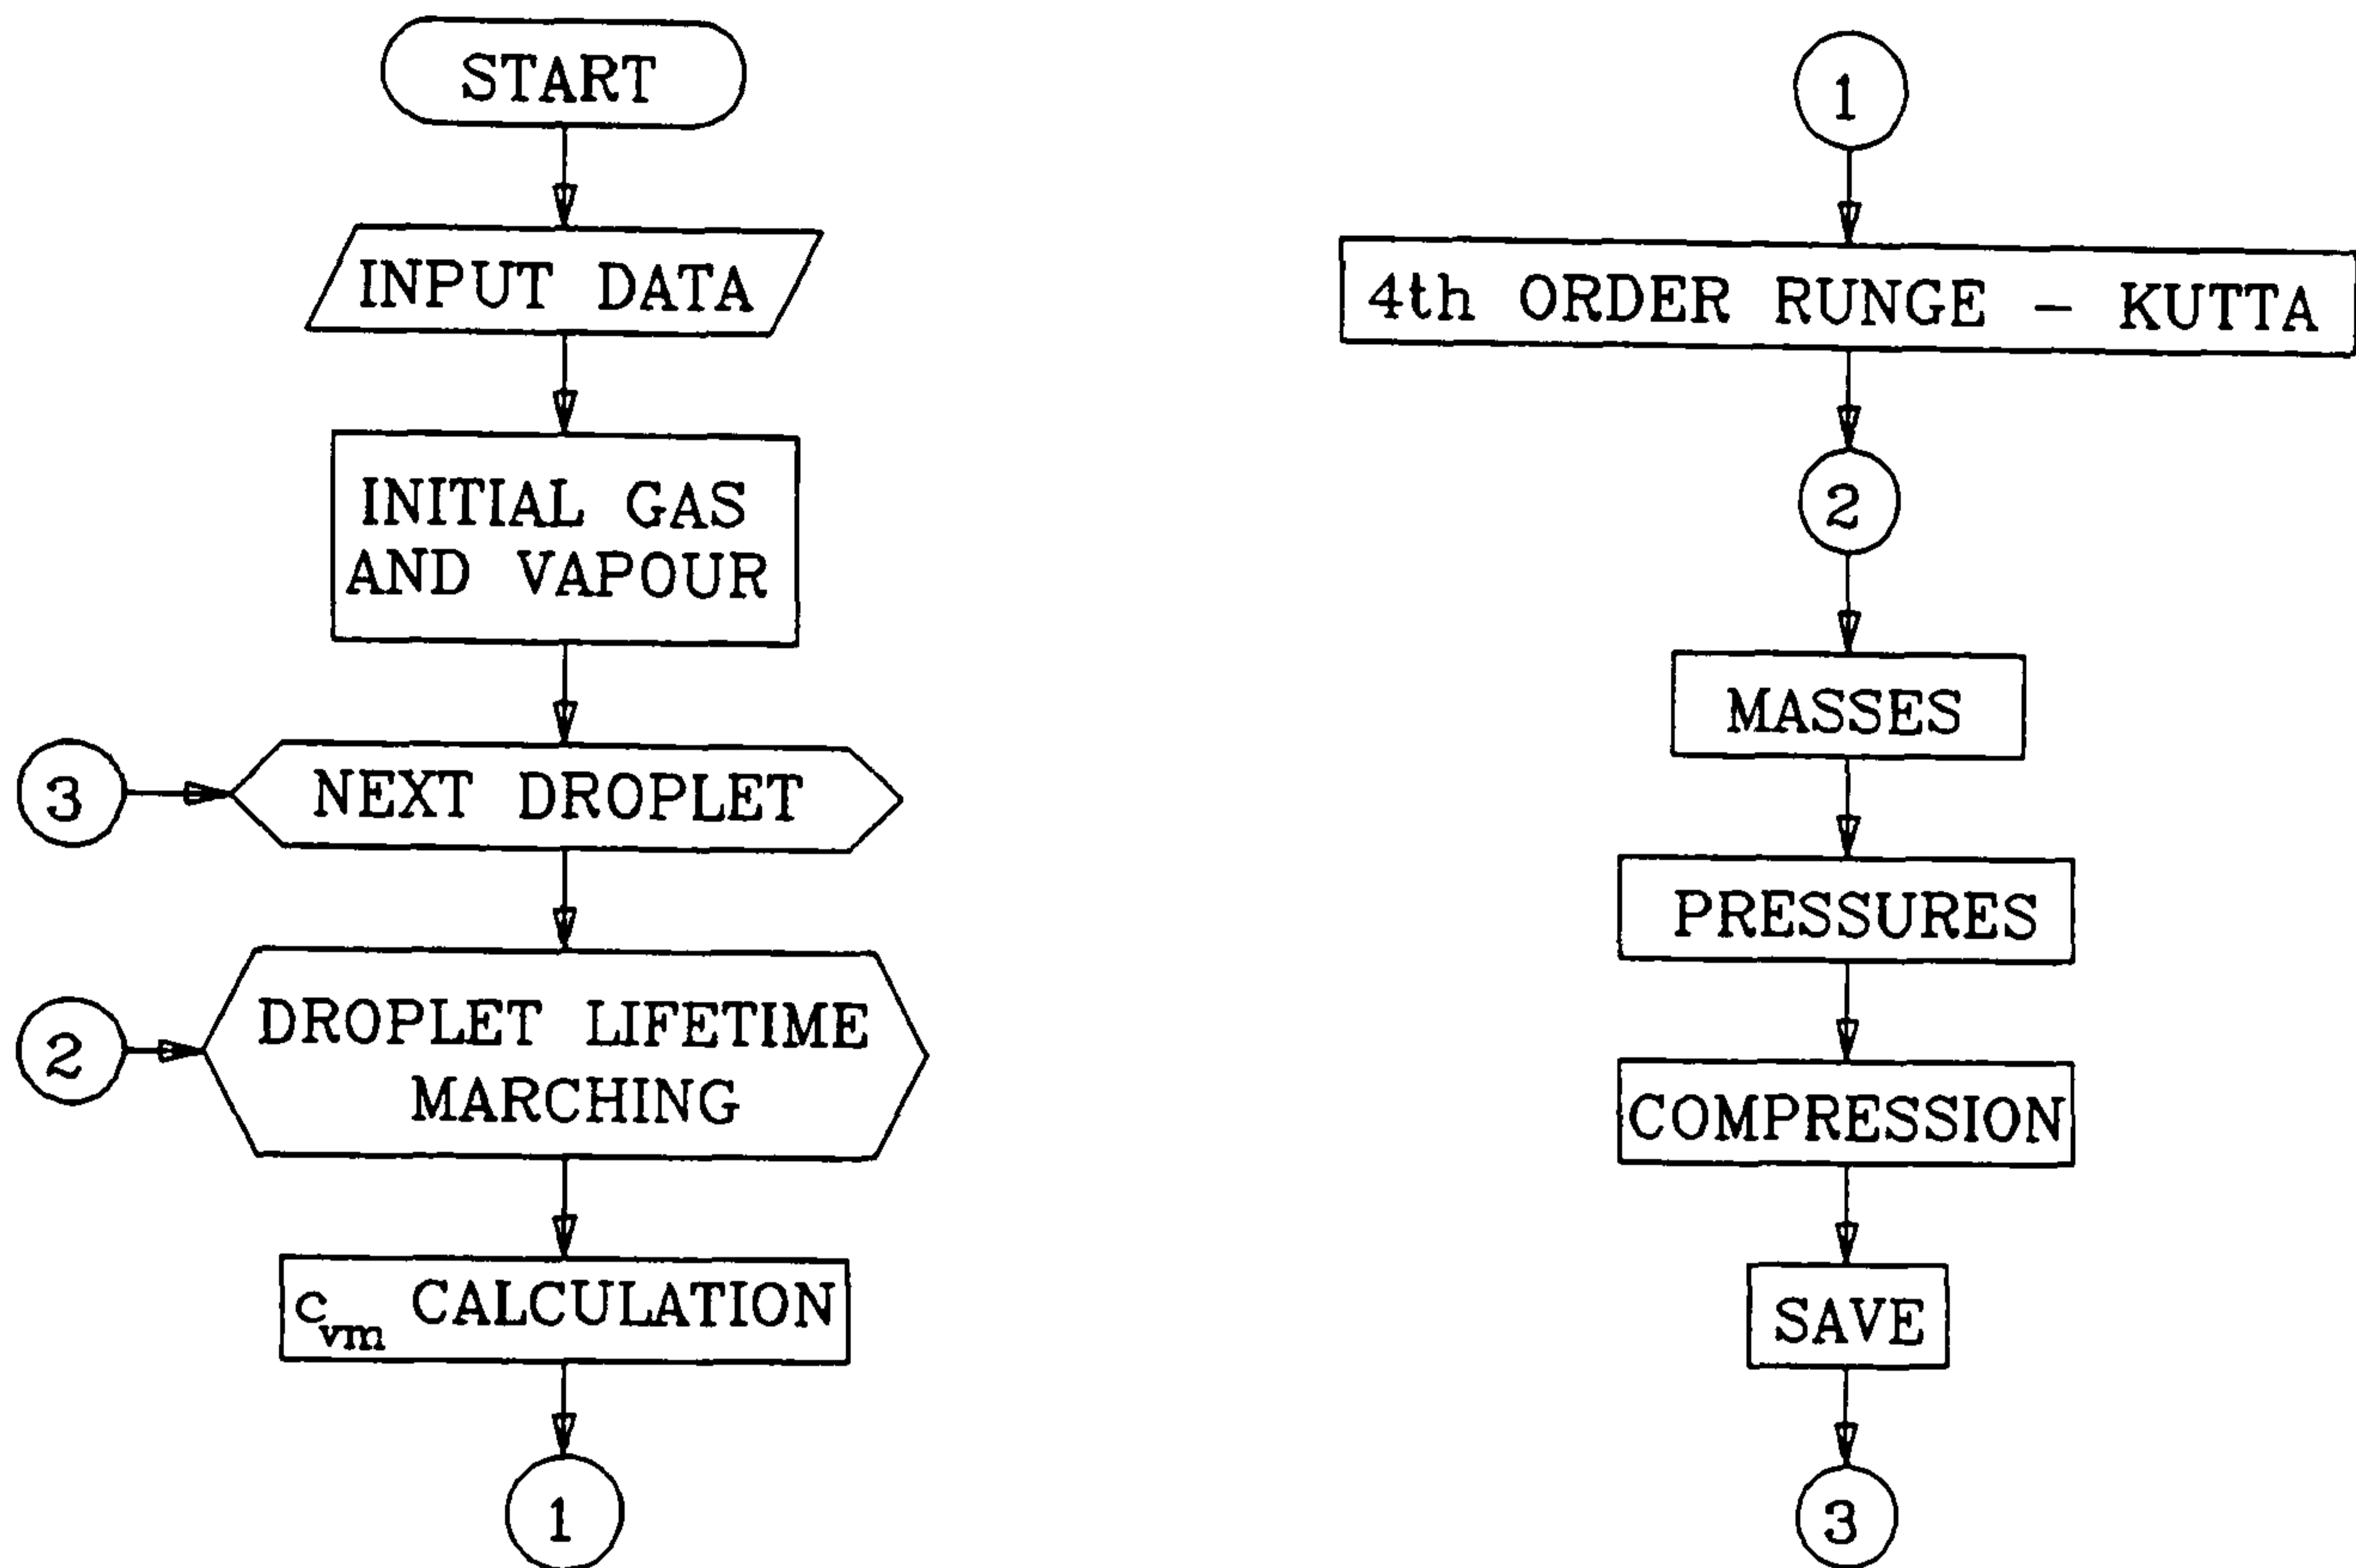 START
INPUT DATA
INITIAL GAS
AND VAPOUR
3
NEXT DROPLET
2
DROPLET LIFETIME
MARCHING
c_vm CALCULATION
1
1
4th ORDER RUNGE - KUTTA
2
MASSES
PRESSURES
COMPRESSION
SAVE
3